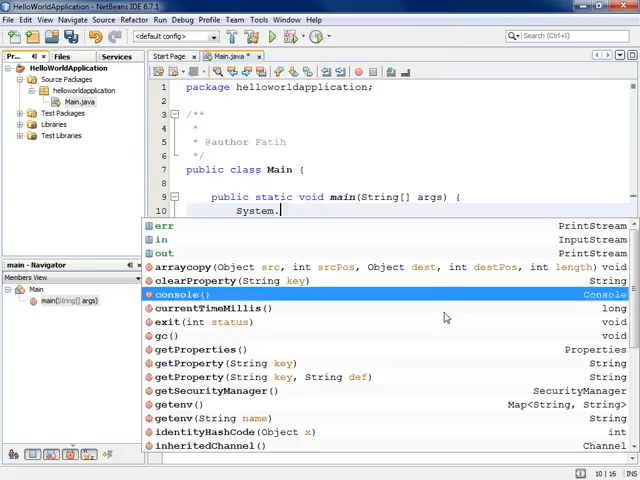 HelloWorldApplication - NetBeans IDE 6.7.1
File Edit View Navigate Source Refactor Run Debug Profile Team Tools Window Help
<default config>
Search (Ctrl+I)
Files
Services
Start Page
Main.java *
HelloWorldApplication
Source Packages
helloworldapplication
Main.java
Test Packages
Libraries
Test Libraries
1 package helloworldapplication;
2
3 /**
4 *
5 * @author Fatih
6 */
7 public class Main {
8
9 public static void main(String[] args) {
10 System.
err PrintStream
in InputStream
out PrintStream
arraycopy(Object src, int srcPos, Object dest, int destPos, int length) void
clearProperty(String key) String
console() Console
currentTimeMillis() long
exit(int status) void
gc() void
getProperties() Properties
getProperty(String key) String
getProperty(String key, String def) String
getSecurityManager() SecurityManager
getenv() Map<String, String>
getenv(String name) String
identityHashCode(Object x) int
inheritedChannel() Channel
main - Navigator
Members View
Main
main(String[] args)
10 | 16
INS